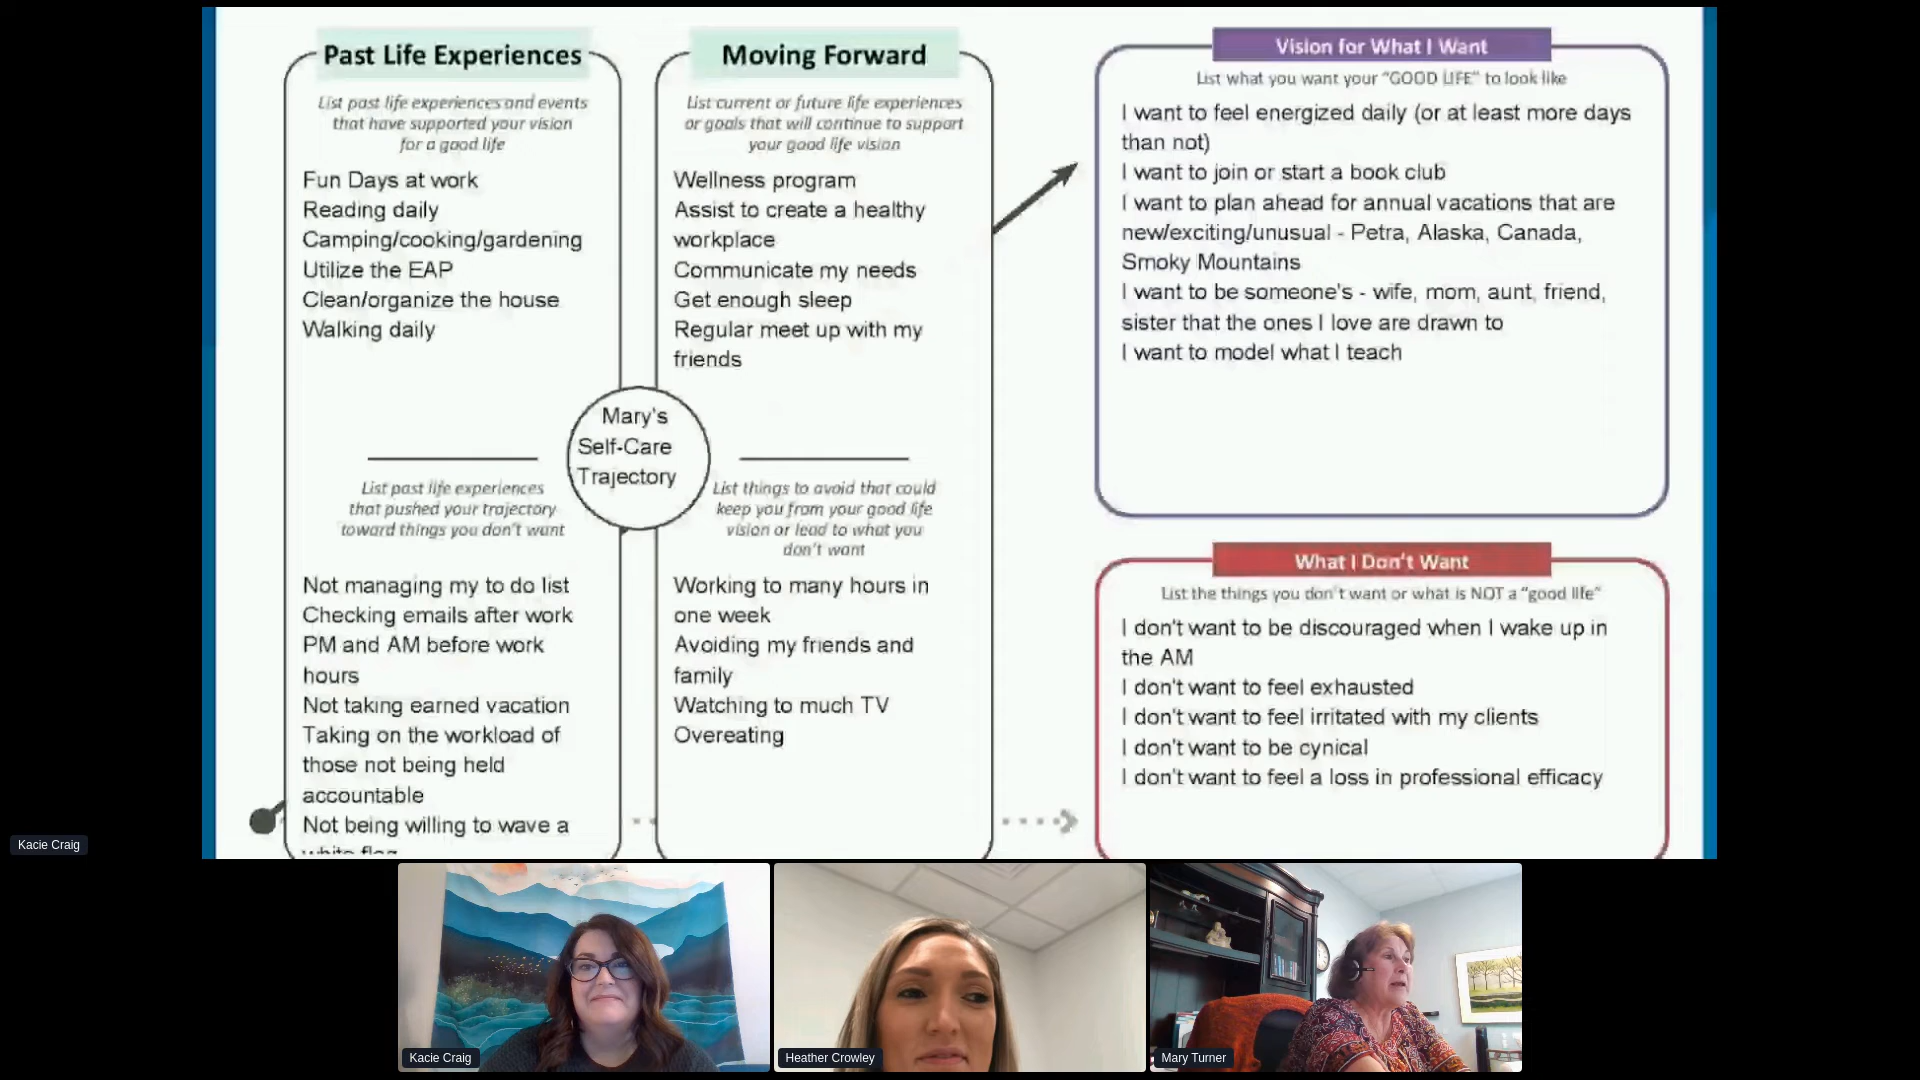 Past Life Experiences
List past life experiences and events
that have supported your vision
for a good life
Fun Days at work
Reading daily
Camping/cooking/gardening
Utilize the EAP
Clean/organize the house
Walking daily
Moving Forward
List current or future life experiences
or goals that will continue to support
your good life vision
Wellness program
Assist to create a healthy
workplace
Communicate my needs
Get enough sleep
Regular meet up with my
friends
Mary's
Self-Care
Trajectory
List past life experiences
that pushed your trajectory
toward things you don't want
Not managing my to do list
Checking emails after work
PM and AM before work
hours
Not taking earned vacation
Taking on the workload of
those not being held
accountable
Not being willing to wave a
white flag
List things to avoid that could
keep you from your good life
vision or lead to what you
don't want
Working to many hours in
one week
Avoiding my friends and
family
Watching to much TV
Overeating
Vision for What I Want
List what you want your "GOOD LIFE" to look like
I want to feel energized daily (or at least more days
than not)
I want to join or start a book club
I want to plan ahead for annual vacations that are
new/exciting/unusual - Petra, Alaska, Canada,
Smoky Mountains
I want to be someone's - wife, mom, aunt, friend,
sister that the ones I love are drawn to
I want to model what I teach
What I Don't Want
List the things you don't want or what is NOT a "good life"
I don't want to be discouraged when I wake up in
the AM
I don't want to feel exhausted
I don't want to feel irritated with my clients
I don't want to be cynical
I don't want to feel a loss in professional efficacy
Kacie Craig
Kacie Craig
Heather Crowley
Mary Turner